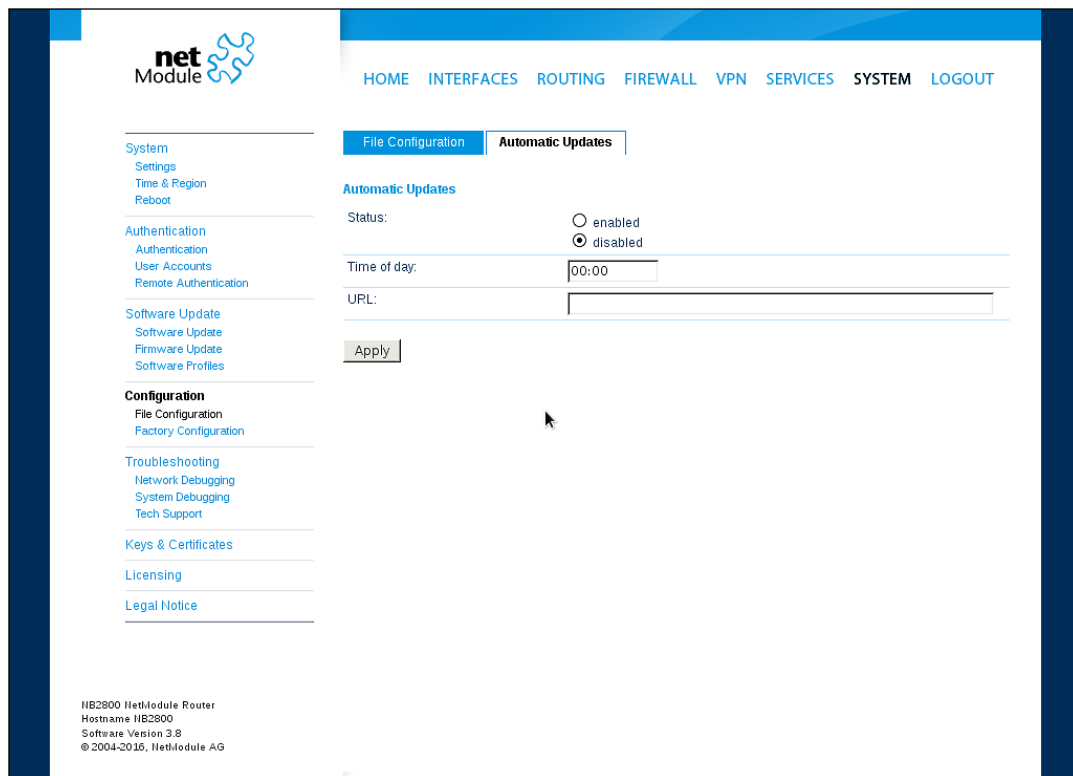 net
Module
HOME INTERFACES ROUTING FIREWALL VPN SERVICES SYSTEM LOGOUT
System
Settings
Time & Region
Reboot
Authentication
Authentication
User Accounts
Remote Authentication
Software Update
Software Update
Firmware Update
Software Profiles
Configuration
File Configuration
Factory Configuration
Troubleshooting
Network Debugging
System Debugging
Tech Support
Keys & Certificates
Licensing
Legal Notice
File Configuration Automatic Updates
Automatic Updates
Status:
enabled
disabled
Time of day: 00:00
URL:
Apply
NB2800 NetModule Router
Hostname NB2800
Software Version 3.8
© 2004-2016, NetModule AG